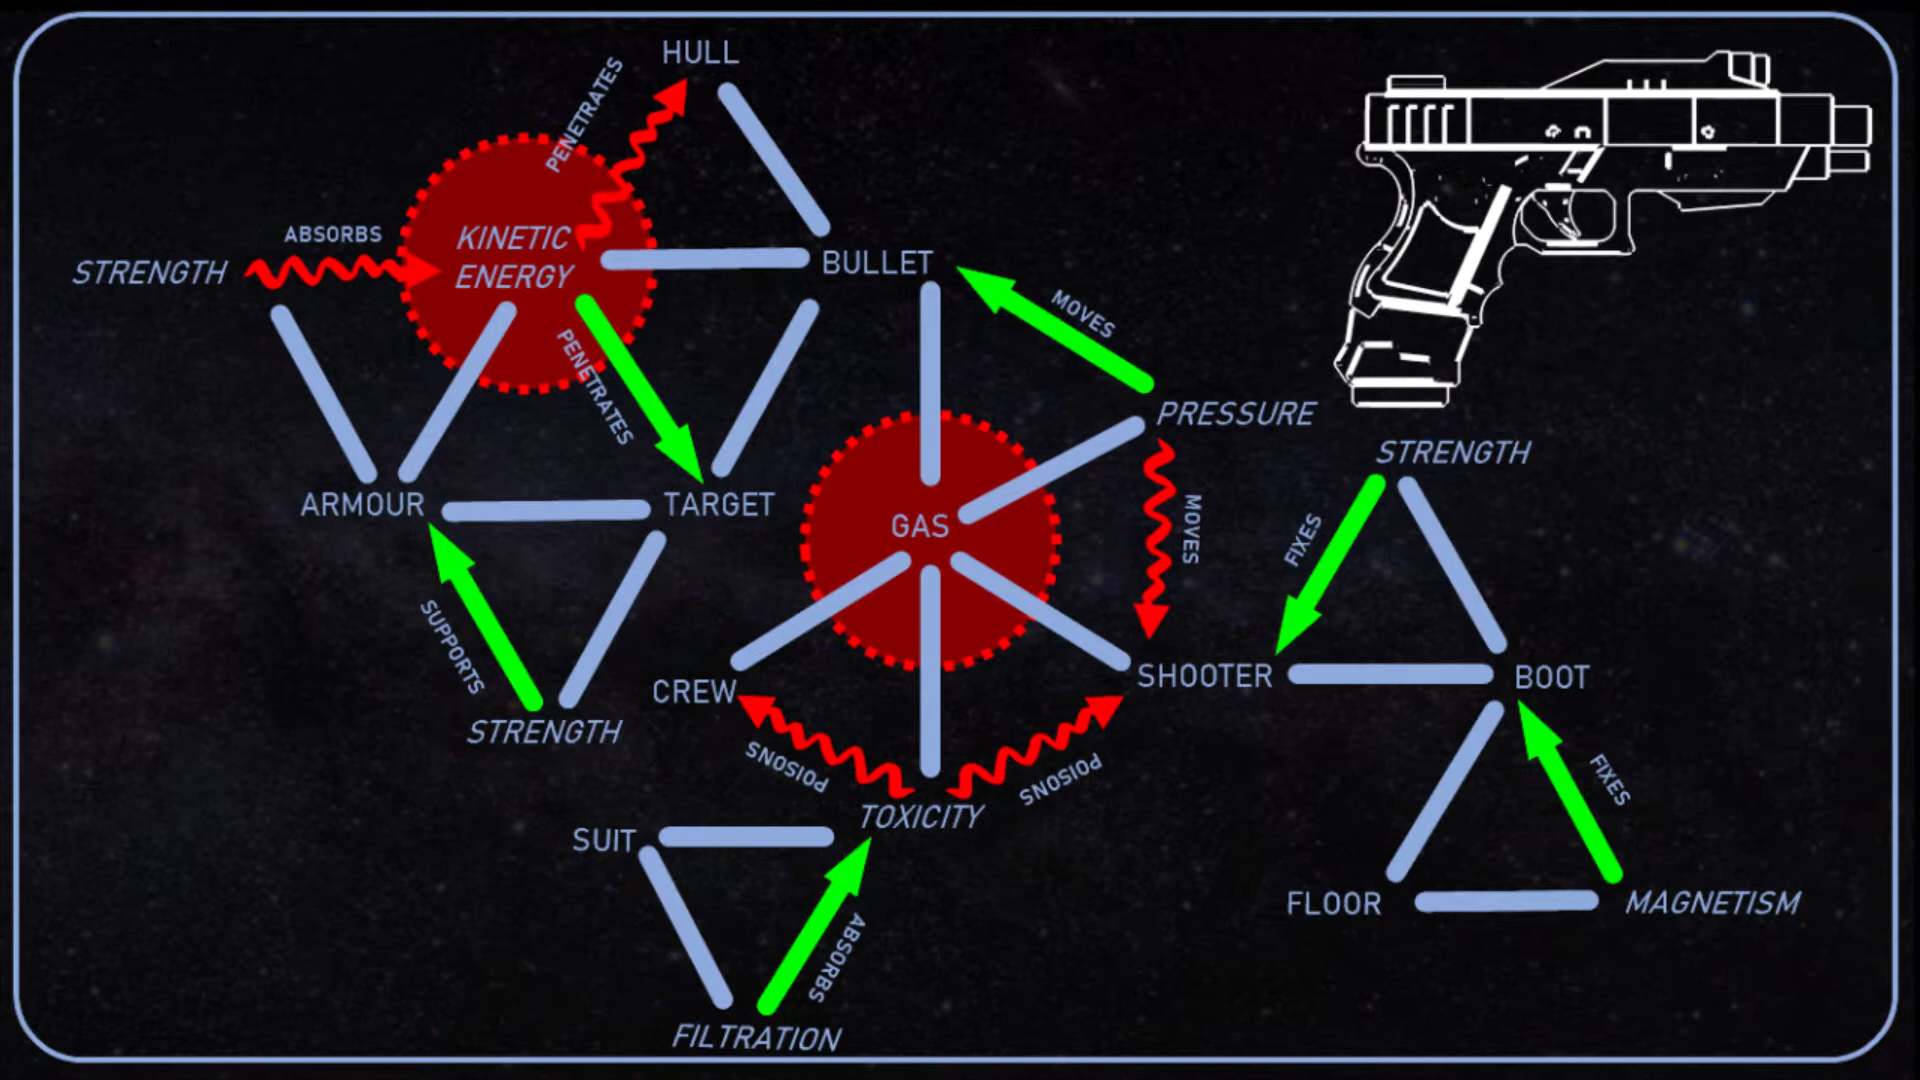 HULL
PENETRATES
ABSORBS
STRENGTH
KINETIC
ENERGY
BULLET
MOVES
PENETRATES
PRESSURE
STRENGTH
ARMOUR
TARGET
GAS
MOVES
FIXES
SUPPORTS
CREW
SHOOTER
BOOT
STRENGTH
POISONS
POISONS
FIXES
TOXICITY
SUIT
FLOOR
MAGNETISM
ABSORBS
FILTRATION